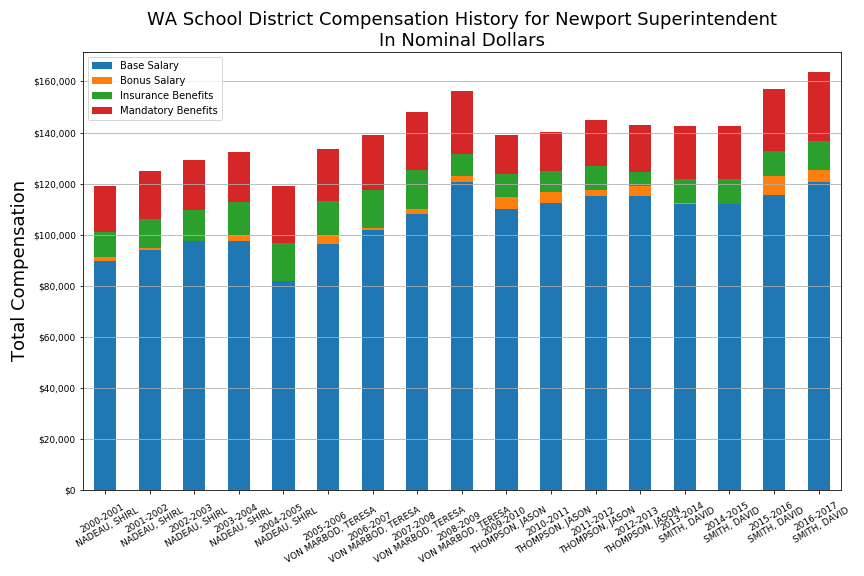 WA School District Compensation History for Newport Superintendent
In Nominal Dollars
Base Salary
Bonus Salary
Insurance Benefits
Mandatory Benefits
Total Compensation
$160,000
$140,000
$120,000
$100,000
$80,000
$60,000
$40,000
$20,000
$0
2000-2001
NADEAU, SHIRL
2001-2002
NADEAU, SHIRL
2002-2003
NADEAU, SHIRL
2003-2004
NADEAU, SHIRL
2004-2005
NADEAU, SHIRL
2005-2006
VON MARBOD, TERESA
2006-2007
VON MARBOD, TERESA
2007-2008
VON MARBOD, TERESA
2008-2009
VON MARBOD, TERESA
2009-2010
THOMPSON, JASON
2010-2011
THOMPSON, JASON
2011-2012
THOMPSON, JASON
2012-2013
THOMPSON, JASON
2013-2014
SMITH, DAVID
2014-2015
SMITH, DAVID
2015-2016
SMITH, DAVID
2016-2017
SMITH, DAVID